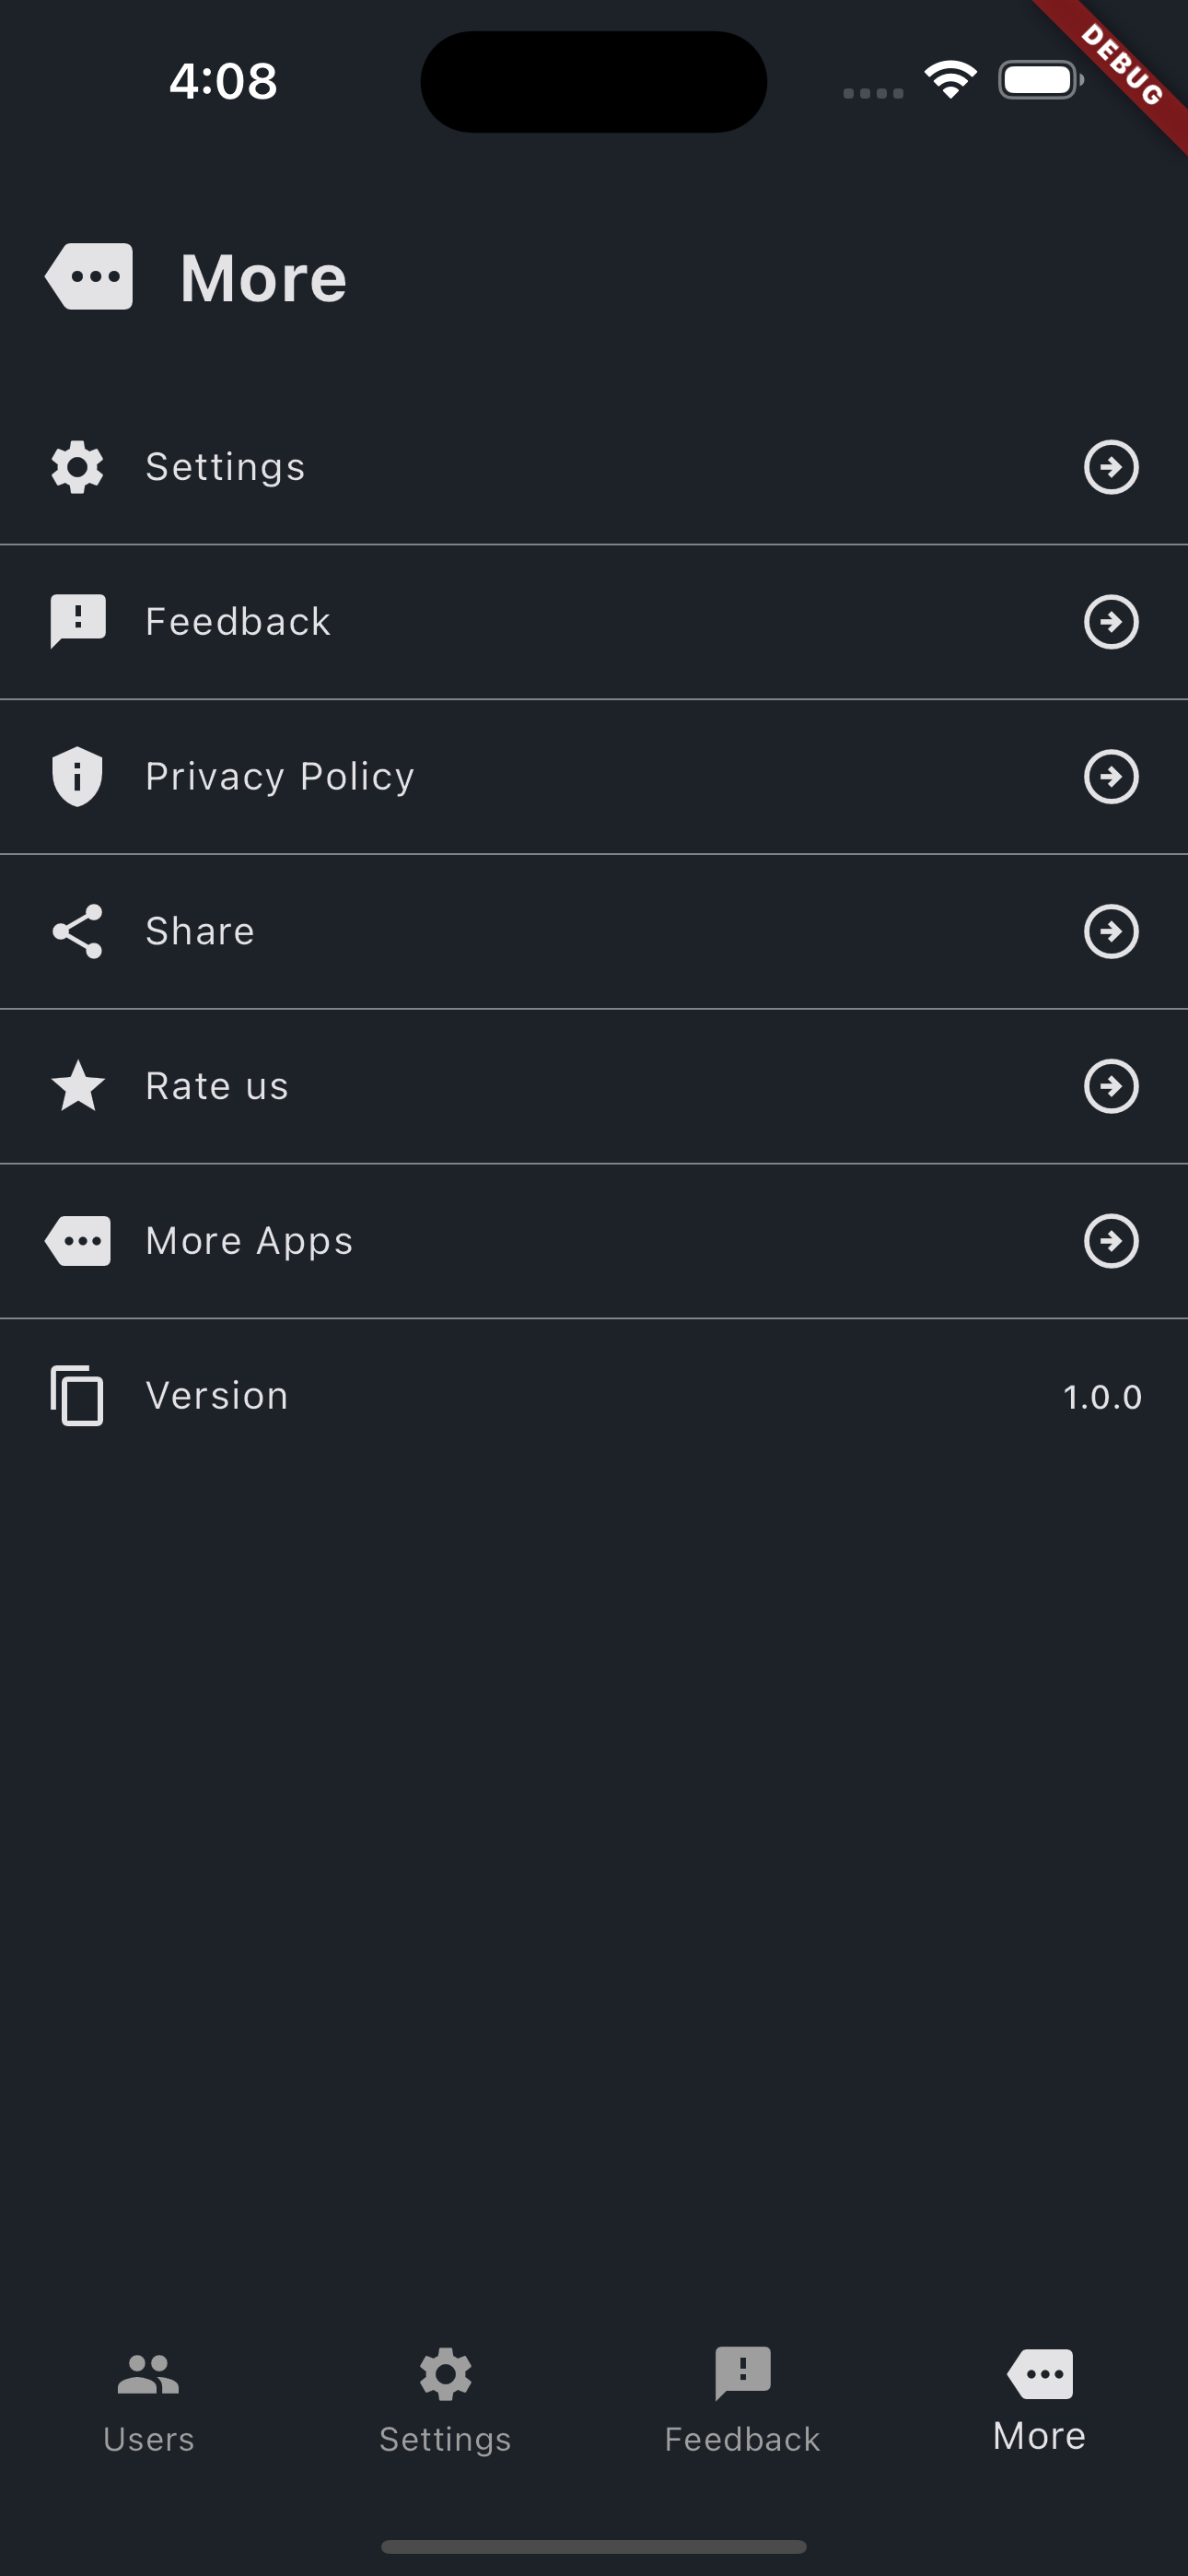 4:08
DEBUG
More
Settings
Feedback
Privacy Policy
Share
Rate us
More Apps
Version 1.0.0
Users Settings Feedback More